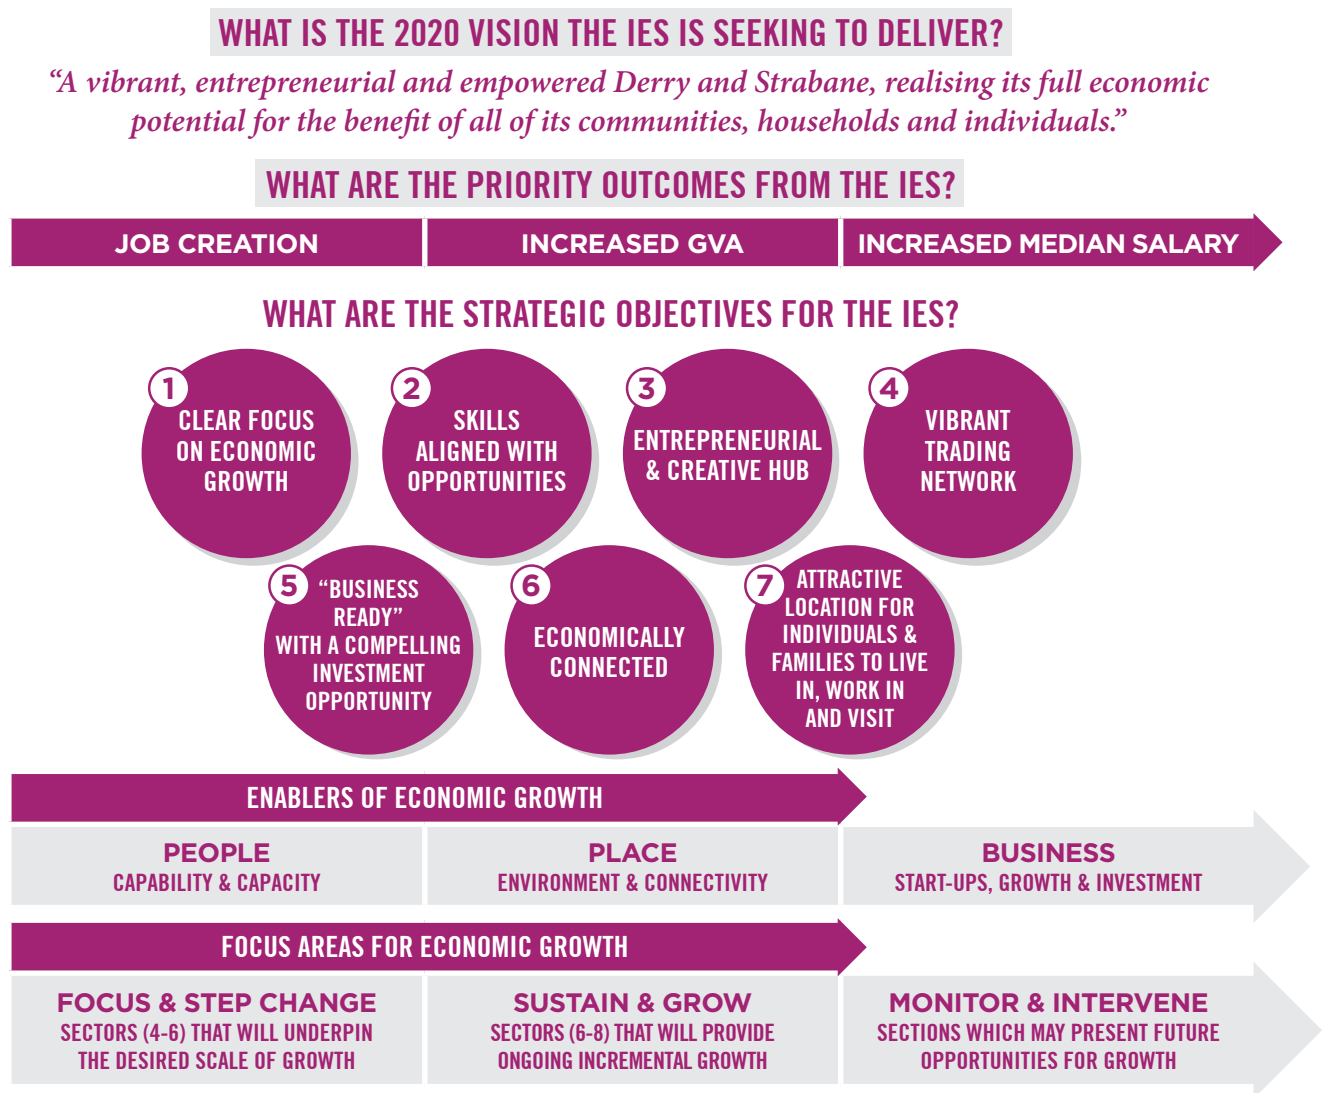 WHAT IS THE 2020 VISION THE IES IS SEEKING TO DELIVER?
“A vibrant, entrepreneurial and empowered Derry and Strabane, realising its full economic
potential for the benefit of all of its communities, households and individuals.”
WHAT ARE THE PRIORITY OUTCOMES FROM THE IES?
JOB CREATION
INCREASED GVA
INCREASED MEDIAN SALARY
WHAT ARE THE STRATEGIC OBJECTIVES FOR THE IES?
1
CLEAR FOCUS
ON ECONOMIC
GROWTH
2
SKILLS
ALIGNED WITH
OPPORTUNITIES
3
ENTREPRENEURIAL
& CREATIVE HUB
4
VIBRANT
TRADING
NETWORK
5
“BUSINESS
READY”
WITH A COMPELLING
INVESTMENT
OPPORTUNITY
6
ECONOMICALLY
CONNECTED
7
ATTRACTIVE
LOCATION FOR
INDIVIDUALS &
FAMILIES TO LIVE
IN, WORK IN
AND VISIT
ENABLERS OF ECONOMIC GROWTH
PEOPLE
CAPABILITY & CAPACITY
PLACE
ENVIRONMENT & CONNECTIVITY
BUSINESS
START-UPS, GROWTH & INVESTMENT
FOCUS AREAS FOR ECONOMIC GROWTH
FOCUS & STEP CHANGE
SECTORS (4-6) THAT WILL UNDERPIN
THE DESIRED SCALE OF GROWTH
SUSTAIN & GROW
SECTORS (6-8) THAT WILL PROVIDE
ONGOING INCREMENTAL GROWTH
MONITOR & INTERVENE
SECTIONS WHICH MAY PRESENT FUTURE
OPPORTUNITIES FOR GROWTH